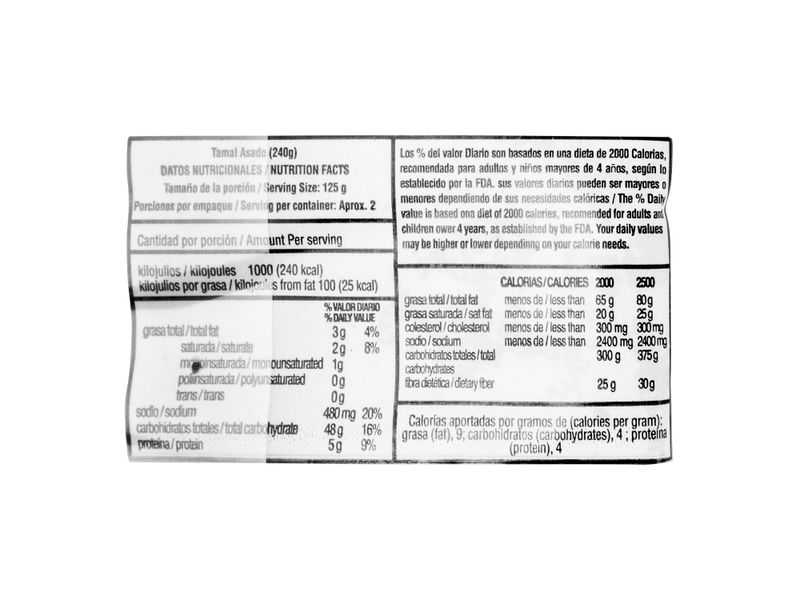 Tamal Asado (240g)
DATOS NUTRICIONALES / NUTRITION FACTS
Tamaño de la porción / Serving Size: 125 g
Porciones por empaque / Serving per container: Aprox. 2
Cantidad por porción / Amount Per serving
kilojulios / kilojoules 1000 (240 kcal)
kilojulios por grasa / kilojoules from fat 100 (25 kcal)
% VALOR DIARIO
% DAILY VALUE
grasa total / total fat 3g 4%
saturada / saturate 2g 8%
monoinsaturada / monounsaturated 1g
poliinsaturada / polyunsaturated 0g
trans / trans 0g
sodio / sodium 480 mg 20%
carbohidratos totales / total carbohydrate 48g 16%
proteína / protein 5g 9%
Los % del valor Diario son basados en una dieta de 2000 Calorias,
recomendada para adultos y niños mayores de 4 años, según lo
establecido por la FDA. sus valores diarios pueden ser mayores o
menores dependiendo de sus necesidades calóricas / The % Daily
value is based ona diet of 2000 calories, recomended for adults and
children ower 4 years, as established by the FDA. Your daily values
may be higher or lower dependinng on your calorie needs.
CALORIAS/CALORIES 2000 2500
grasa total / total fat menos de / less than 65 g 80g
grasa saturada / sat fat menos de / less than 20 g 25g
colesterol / cholesterol menos de / less than 300 mg 300 mg
sodio / sodium menos de / less than 2400 mg 2400 mg
carbohidratos totales / total 300 g 375g
carbohydrates
fibra dietética / dietary fiber 25 g 30g
Calorías aportadas por gramos de (calories per gram):
grasa (fat), 9; carbohidratos (carbohydrates), 4 ; proteína
(protein), 4